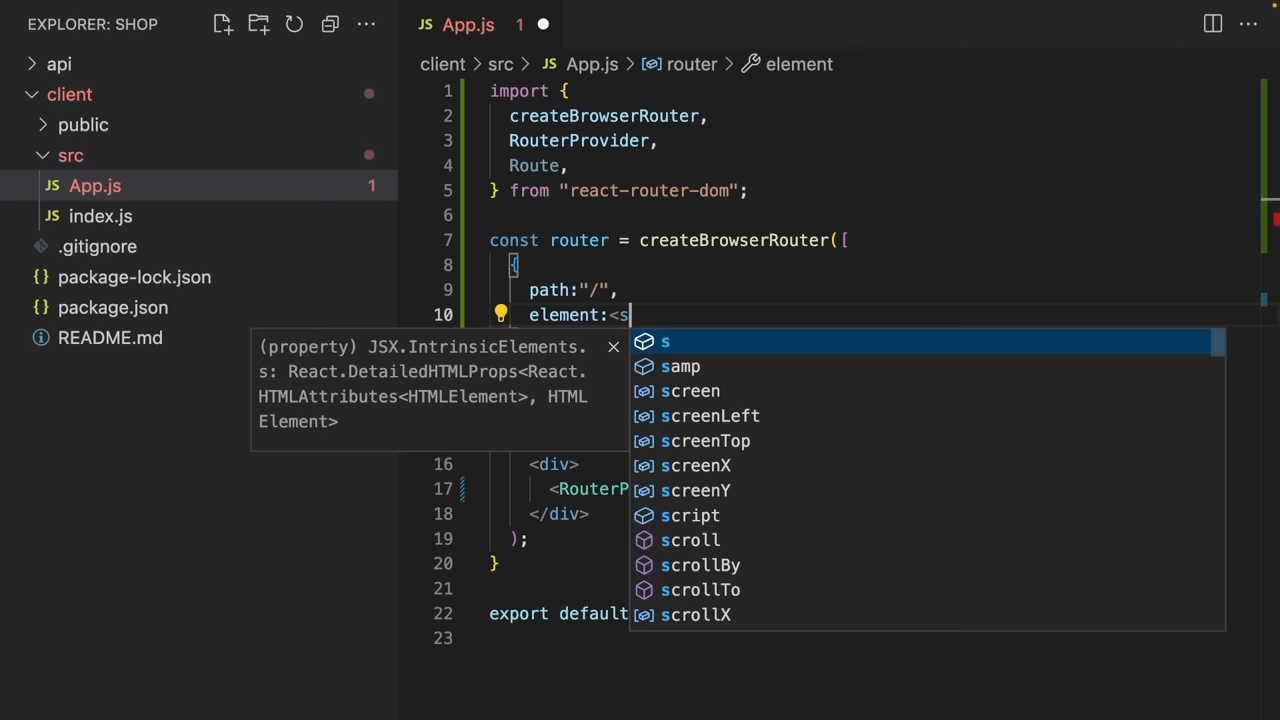 EXPLORER: SHOP
api
client
public
src
JS App.js 1
JS index.js
.gitignore
{} package-lock.json
{} package.json
README.md
JS App.js 1
client > src > JS App.js > router > element
1 import {
2 createBrowserRouter,
3 RouterProvider,
4 Route,
5 } from "react-router-dom";
6
7 const router = createBrowserRouter([
8 {
9 path:"/",
10 element:<s
(property) JSX.IntrinsicElements.
s: React.DetailedHTMLProps<React.
HTMLAttributes<HTMLElement>, HTML
Element>
s
samp
screen
screenLeft
screenTop
screenX
screenY
script
scroll
scrollBy
scrollTo
scrollX
16 <div>
17 <RouterP
18 </div>
19 );
20 }
21
22 export default
23